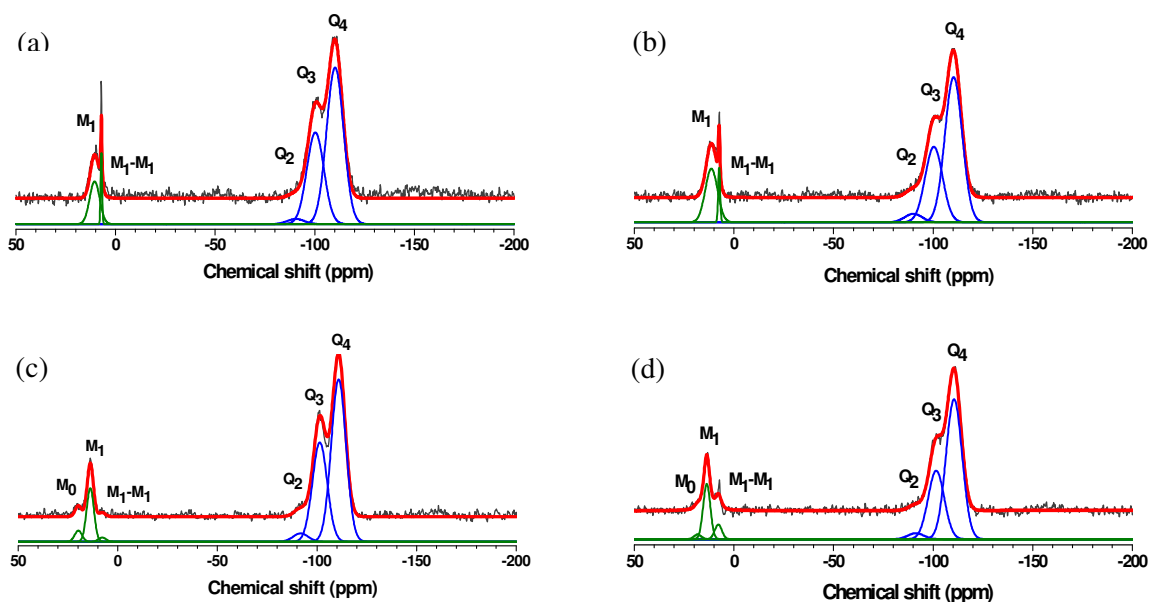 (a)
Q4
Q3
M1
M1-M1
Q2
50 0 -50 -100 -150 -200
Chemical shift (ppm)
(b)
Q4
Q3
M1
M1-M1
Q2
50 0 -50 -100 -150 -200
Chemical shift (ppm)
(c)
Q4
Q3
M1
M0
M1-M1
Q2
50 0 -50 -100 -150 -200
Chemical shift (ppm)
(d)
Q4
Q3
M1
M0
M1-M1
Q2
50 0 -50 -100 -150 -200
Chemical shift (ppm)